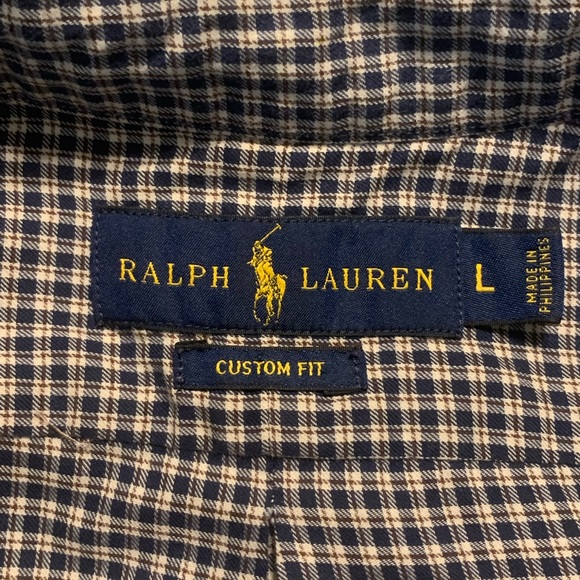 RALPH LAUREN
L
MADE IN
PHILIPPINES
CUSTOM FIT